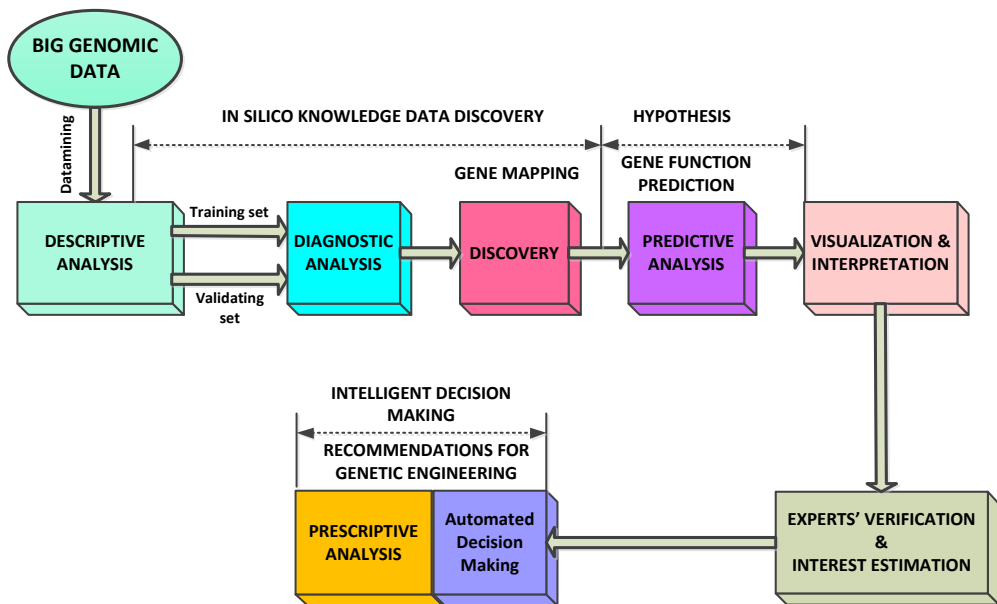 BIG GENOMIC
DATA
Datamining
IN SILICO KNOWLEDGE DATA DISCOVERY
HYPOTHESIS
GENE MAPPING
GENE FUNCTION
PREDICTION
DESCRIPTIVE
ANALYSIS
Training set
Validating
set
DIAGNOSTIC
ANALYSIS
DISCOVERY
PREDICTIVE
ANALYSIS
VISUALIZATION &
INTERPRETATION
INTELLIGENT DECISION
MAKING
RECOMMENDATIONS FOR
GENETIC ENGINEERING
PRESCRIPTIVE
ANALYSIS
Automated
Decision
Making
EXPERTS’ VERIFICATION
&
INTEREST ESTIMATION